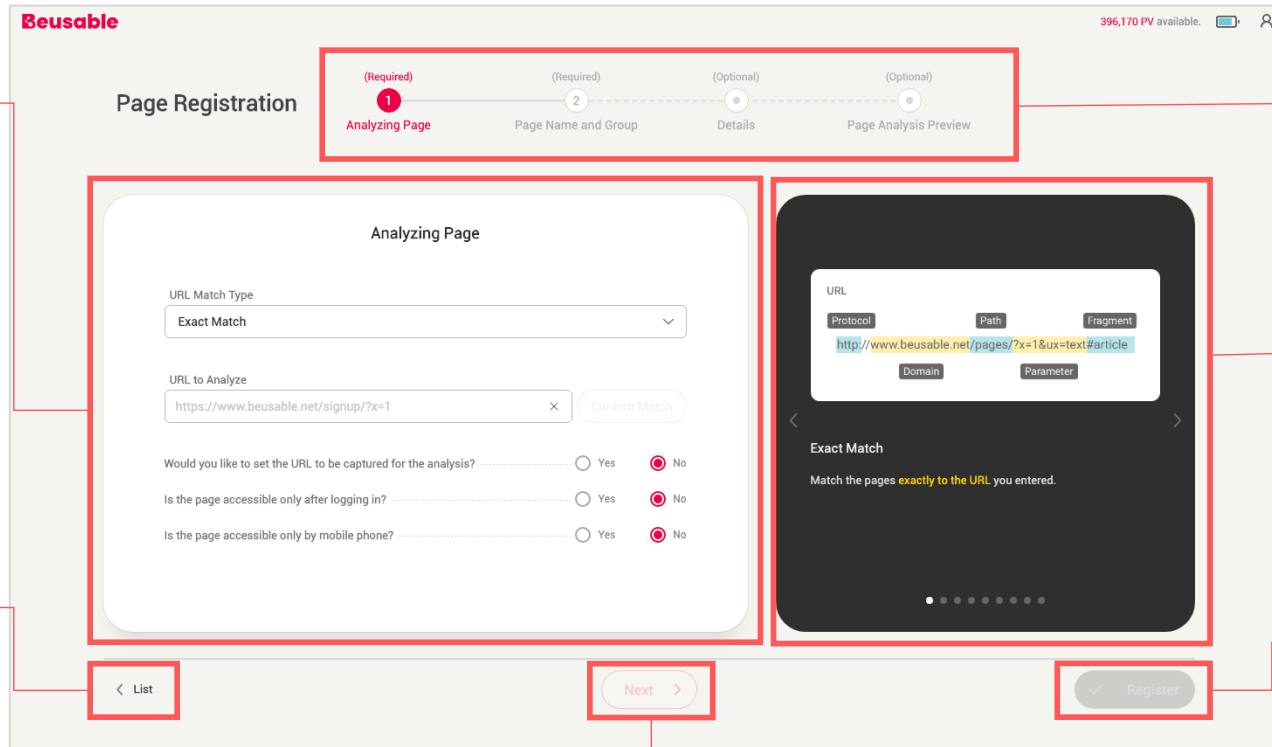 Beusable
396,170 PV available.
Page Registration
(Required)
(Required)
(Optional)
(Optional)
1
2
Analyzing Page
Page Name and Group
Details
Page Analysis Preview
Analyzing Page
URL Match Type
Exact Match
URL to Analyze
https://www.beusable.net/signup/?x=1
Confirm Match
Would you like to set the URL to be captured for the analysis? Yes No
Is the page accessible only after logging in? Yes No
Is the page accessible only by mobile phone? Yes No
URL
Protocol Path Fragment
http://www.beusable.net/pages/?x=1&ux=text#article
Domain Parameter
Exact Match
Match the pages exactly to the URL you entered.
List
Next
Register